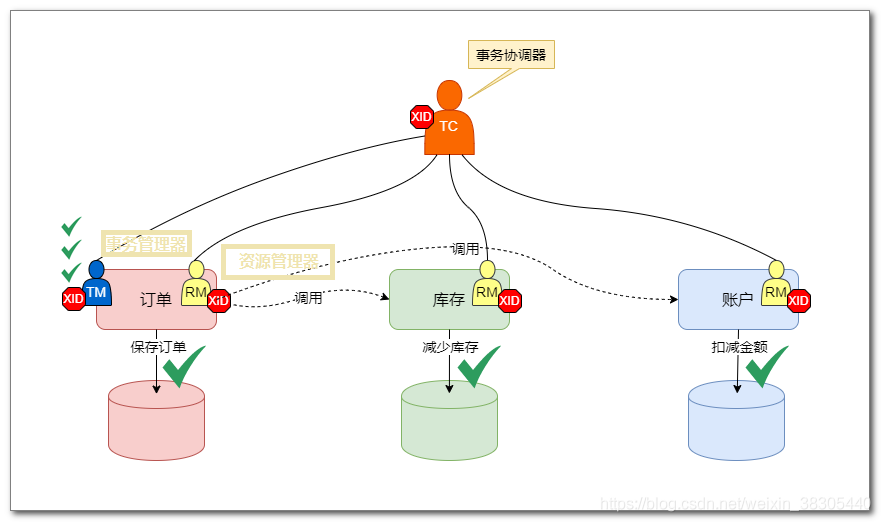 事务协调器
XID
TC
事务管理器
资源管理器
调用
XID
TM
订单
RM
XID
调用
库存
RM
XID
账户
RM
XID
保存订单
减少库存
扣减金额
https://blog.csdn.net/weixin_38305440